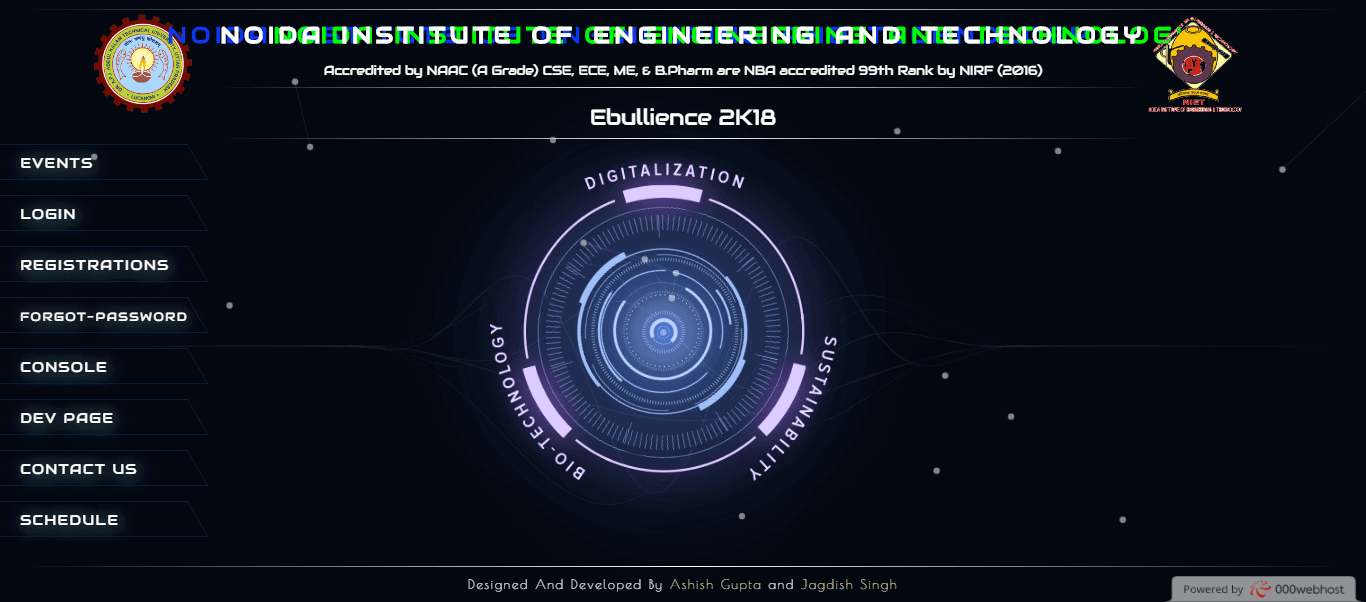 NOIDA INSTITUTE OF ENGINEERING AND TECHNOLOGY
Accredited by NAAC (A Grade) CSE, ECE, ME, & B.Pharm are NBA accredited 99th Rank by NIRF (2016)
NIET
Ebullience 2K18
EVENTS
LOGIN
REGISTRATIONS
FORGOT-PASSWORD
CONSOLE
DEV PAGE
CONTACT US
SCHEDULE
DIGITALIZATION
BIO-TECHNOLOGY
SUSTAINABILITY
Designed And Developed By Ashish Gupta and Jagdish Singh
Powered by 000webhost